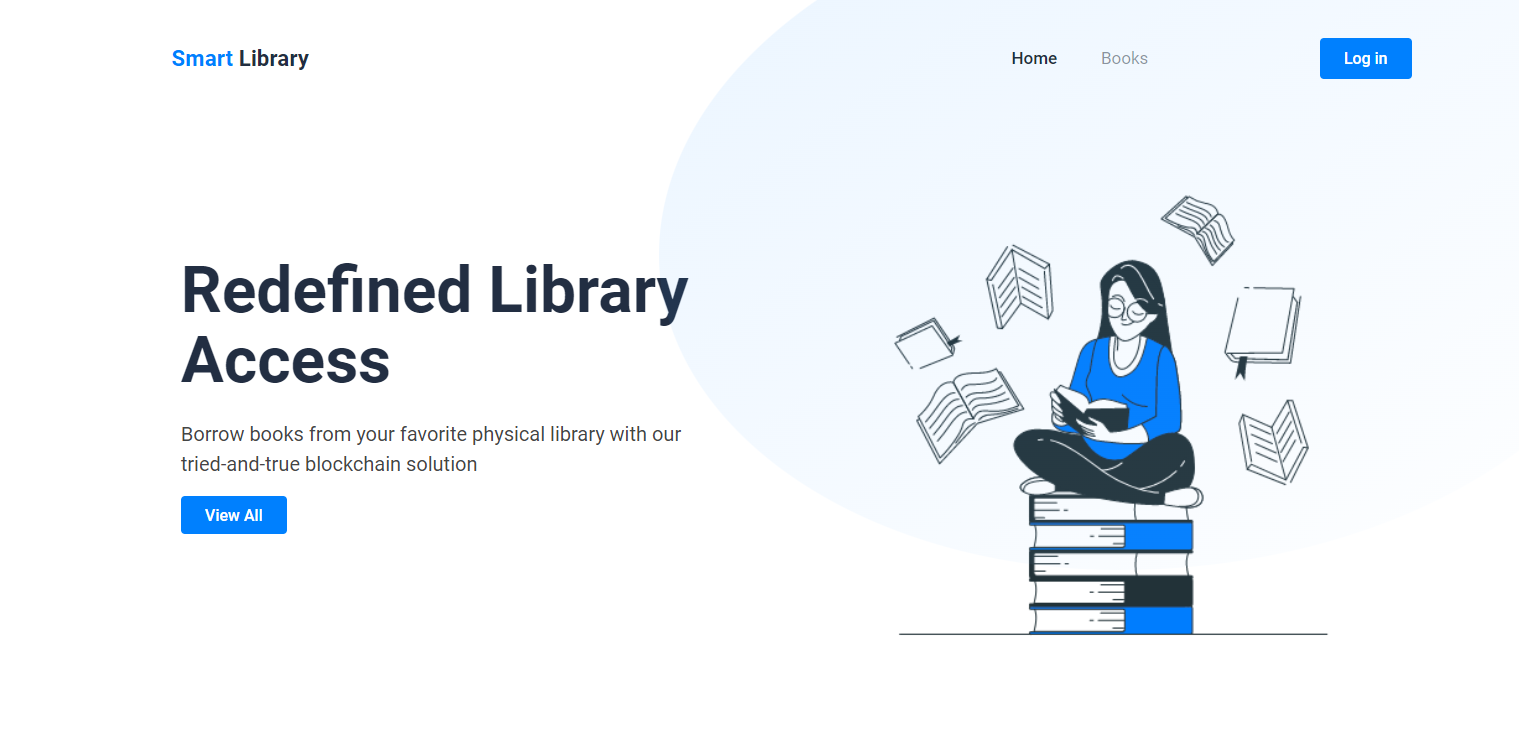 Smart Library
Home
Books
Log in
Redefined Library
Access
Borrow books from your favorite physical library with our
tried-and-true blockchain solution
View All